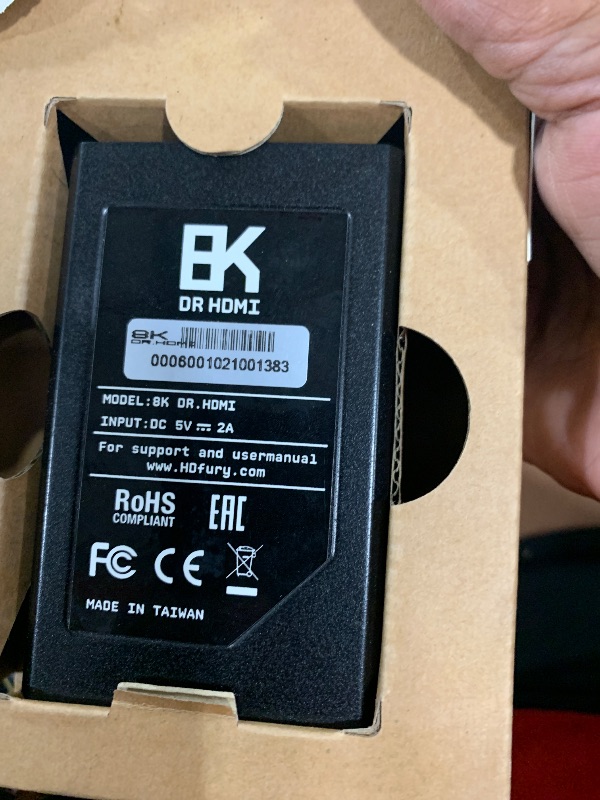 8K
DR HDMI
8K
DR.HDMI
0006001021001383
MODEL:8K DR.HDMI
INPUT:DC 5V ⎓ 2A
For support and usermanual
www.HDfury.com
RoHS
COMPLIANT
EAC
FC CE
MADE IN TAIWAN